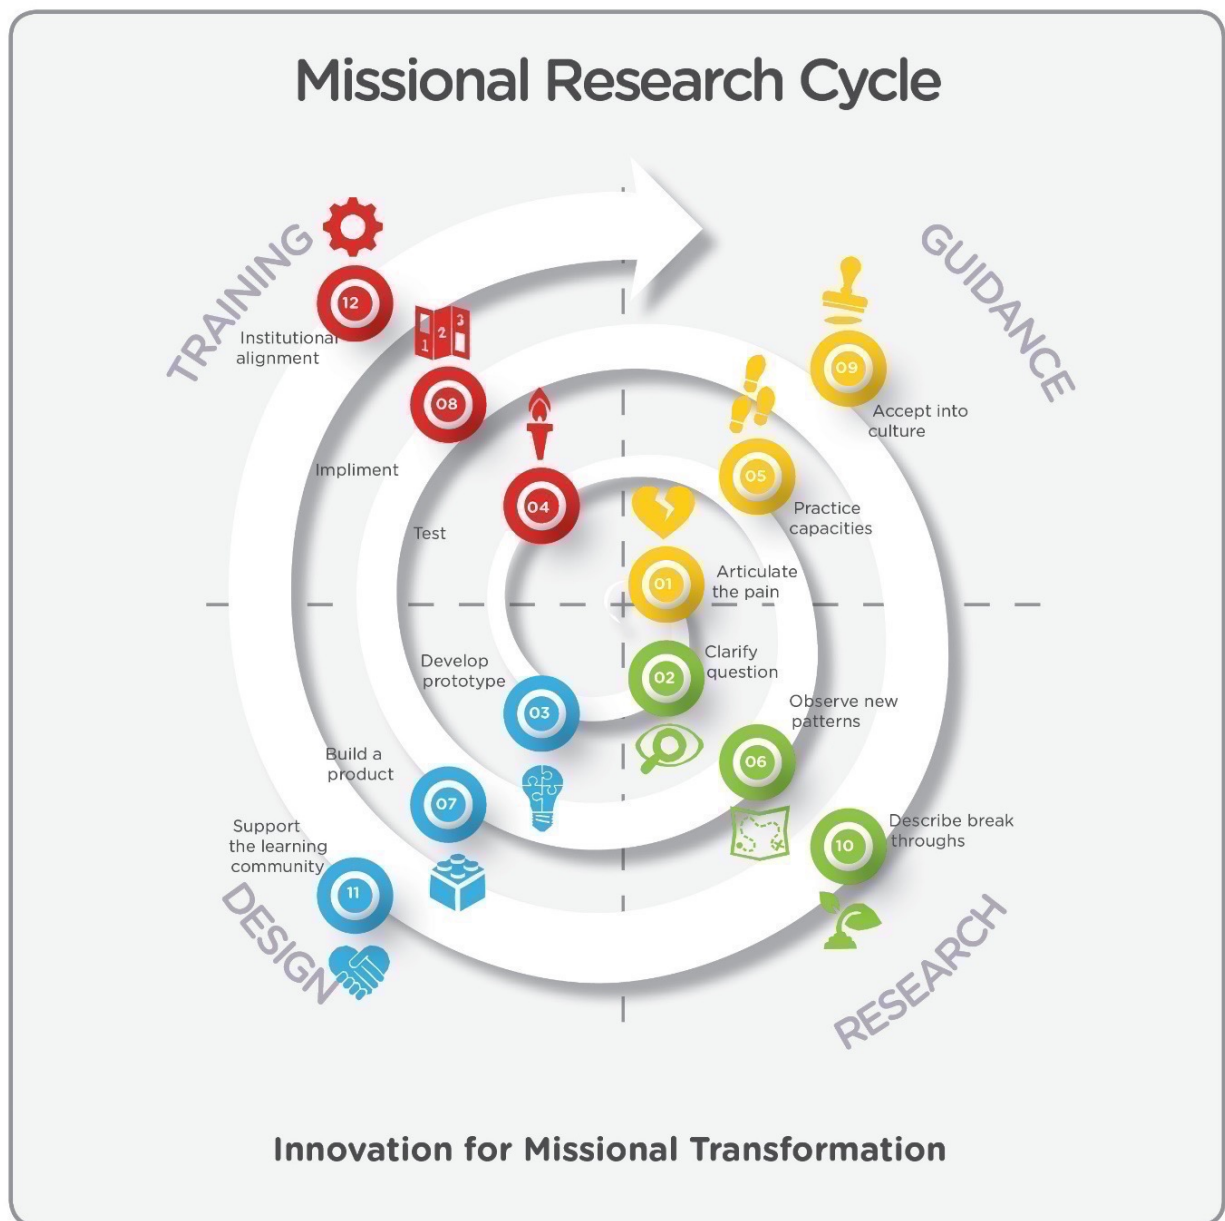 Missional Research Cycle
TRAINING
GUIDANCE
12
Institutional
alignment
1 2 3
08
Impliment
04
Test
09
Accept into
culture
05
Practice
capacities
01
Articulate
the pain
02
Clarify
question
03
Develop
prototype
06
Observe new
patterns
07
Build a
product
10
Describe break
throughs
11
Support
the learning
community
DESIGN
RESEARCH
Innovation for Missional Transformation